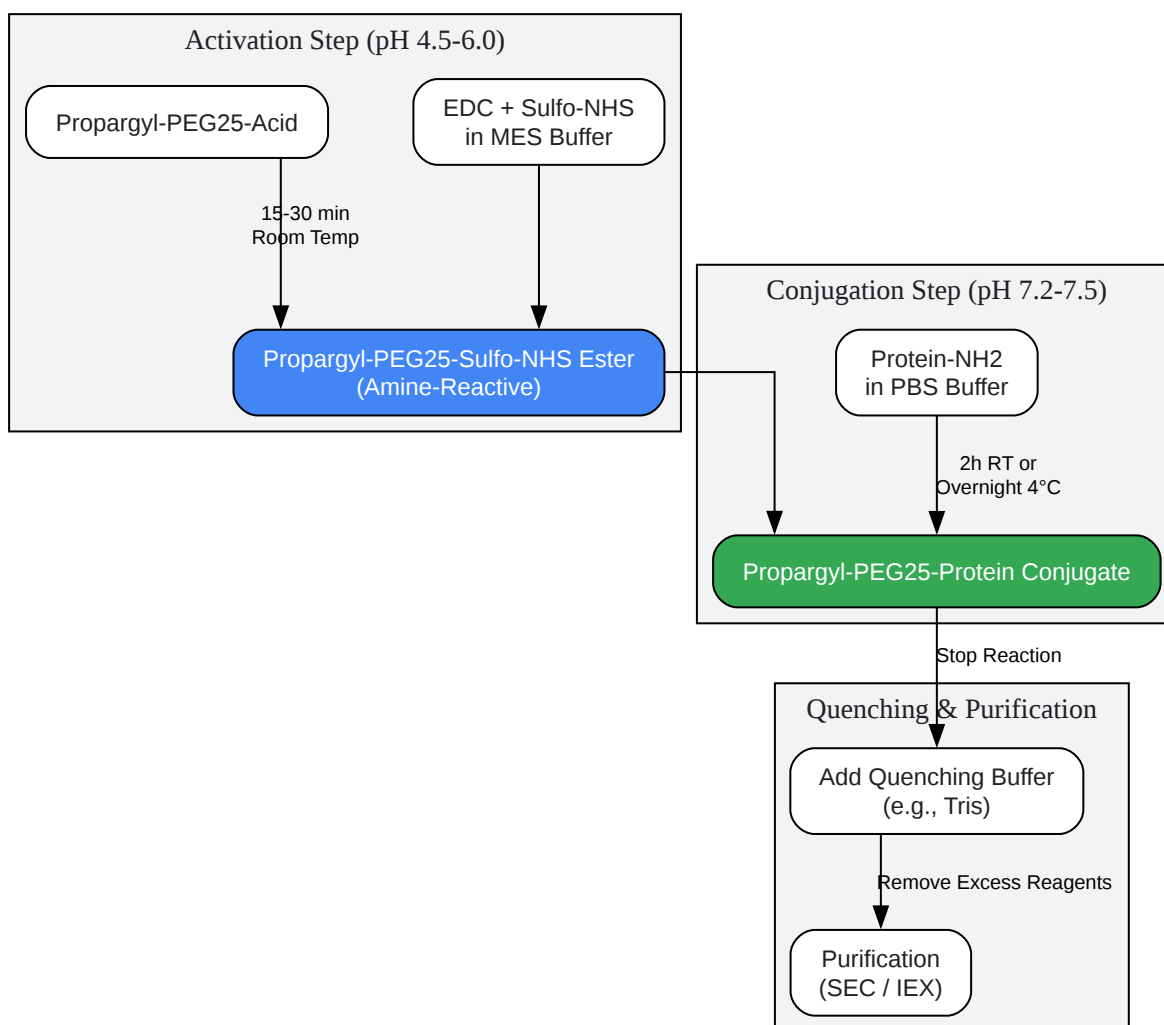 Activation Step (pH 4.5-6.0)
Propargyl-PEG25-Acid
EDC + Sulfo-NHS
in MES Buffer
15-30 min
Room Temp
Propargyl-PEG25-Sulfo-NHS Ester
(Amine-Reactive)
Conjugation Step (pH 7.2-7.5)
Protein-NH2
in PBS Buffer
2h RT or
Overnight 4°C
Propargyl-PEG25-Protein Conjugate
Stop Reaction
Quenching & Purification
Add Quenching Buffer
(e.g., Tris)
Remove Excess Reagents
Purification
(SEC / IEX)